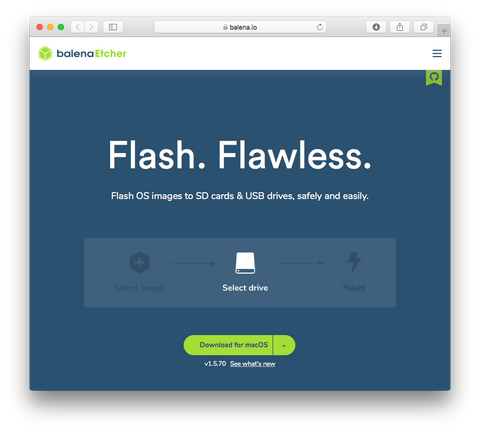 balena.io
balenaEtcher
Flash. Flawless.
Flash OS images to SD cards & USB drives, safely and easily.
Select image
Select drive
Flash!
Download for macOS
v1.5.70 See what's new